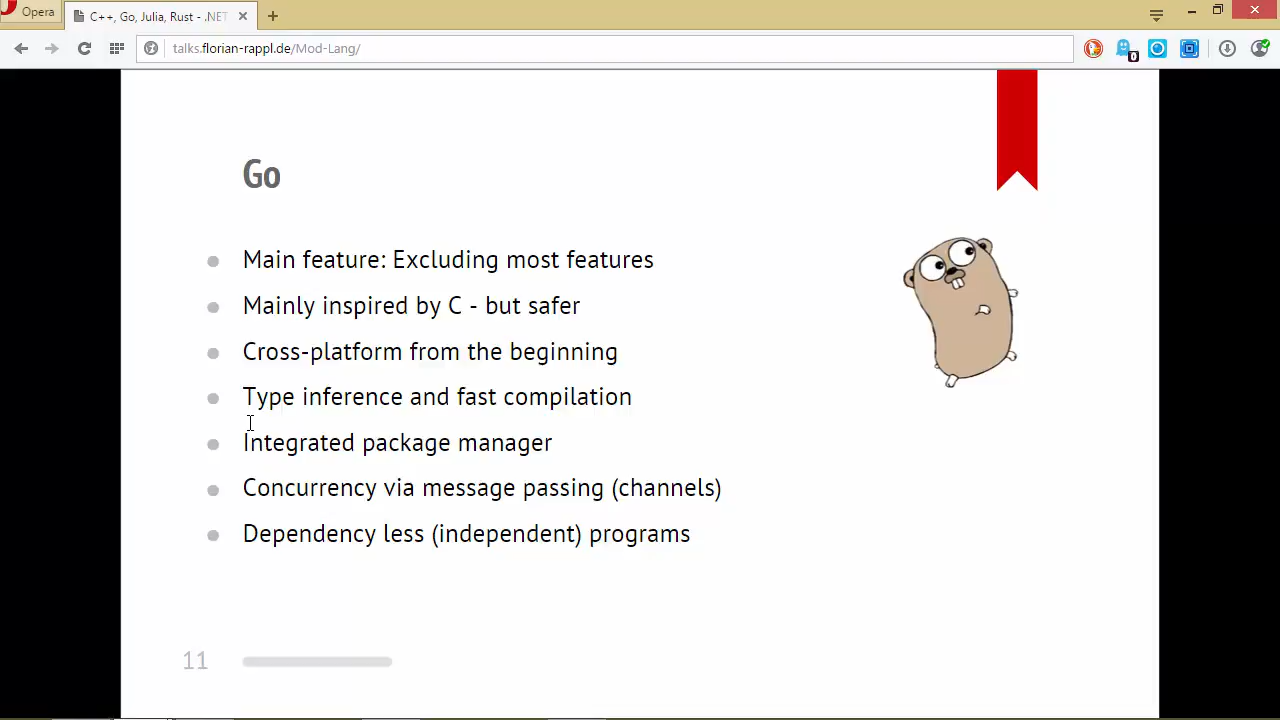 Opera
C++, Go, Julia, Rust - .NET
talks.florian-rappl.de/Mod-Lang/
0
Go
Main feature: Excluding most features
Mainly inspired by C - but safer
Cross-platform from the beginning
Type inference and fast compilation
Integrated package manager
Concurrency via message passing (channels)
Dependency less (independent) programs
11